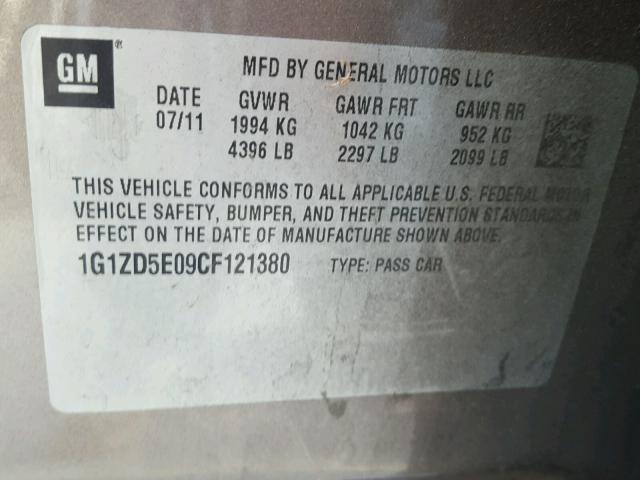 GM®
MFD BY GENERAL MOTORS LLC
DATE GVWR GAWR FRT GAWR RR
07/11 1994 KG 1042 KG 952 KG
4396 LB 2297 LB 2099 LB
THIS VEHICLE CONFORMS TO ALL APPLICABLE U.S. FEDERAL MOTOR
VEHICLE SAFETY, BUMPER, AND THEFT PREVENTION STANDARDS IN
EFFECT ON THE DATE OF MANUFACTURE SHOWN ABOVE.
1G1ZD5E09CF121380 TYPE: PASS CAR